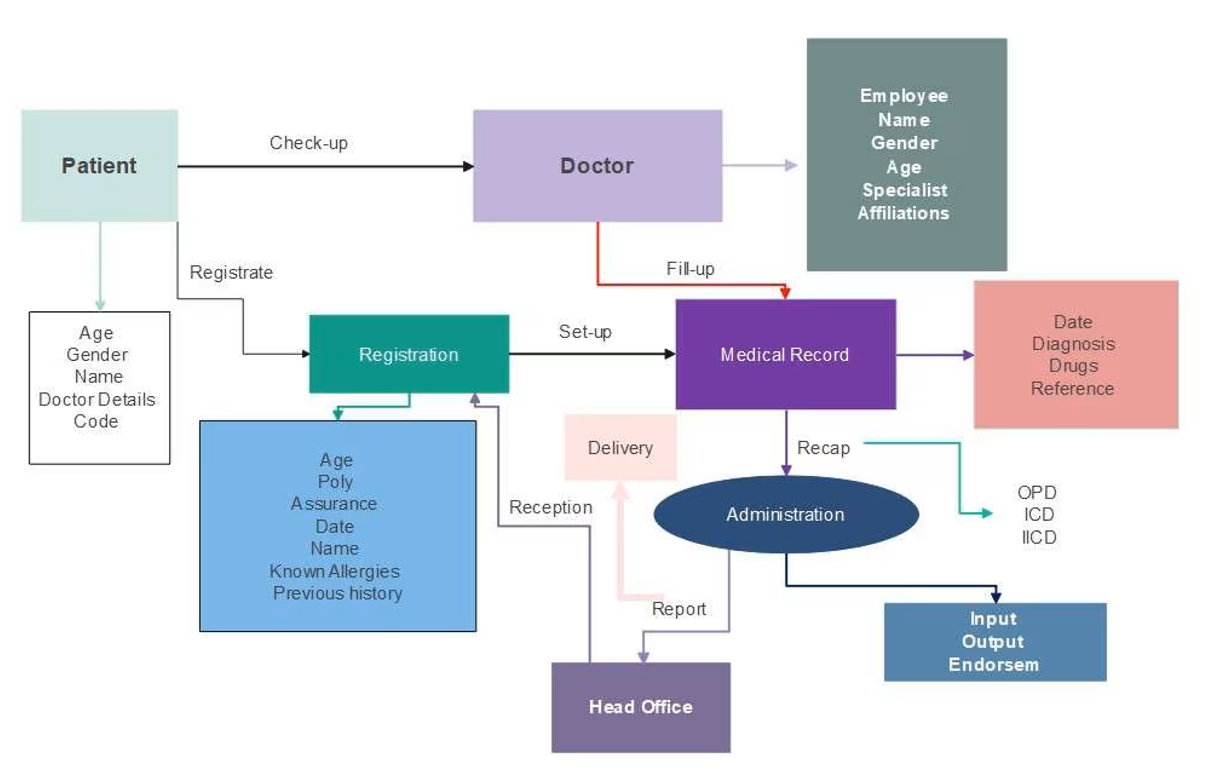 Employee
Name
Gender
Age
Specialist
Affiliations
Patient
Check-up
Doctor
Registrate
Fill-up
Age
Gender
Name
Doctor Details
Code
Registration
Set-up
Medical Record
Date
Diagnosis
Drugs
Reference
Delivery
Recap
Age
Poly
Assurance
Date
Name
Known Allergies
Previous history
Reception
Administration
OPD
ICD
IICD
Report
Input
Output
Endorsem
Head Office